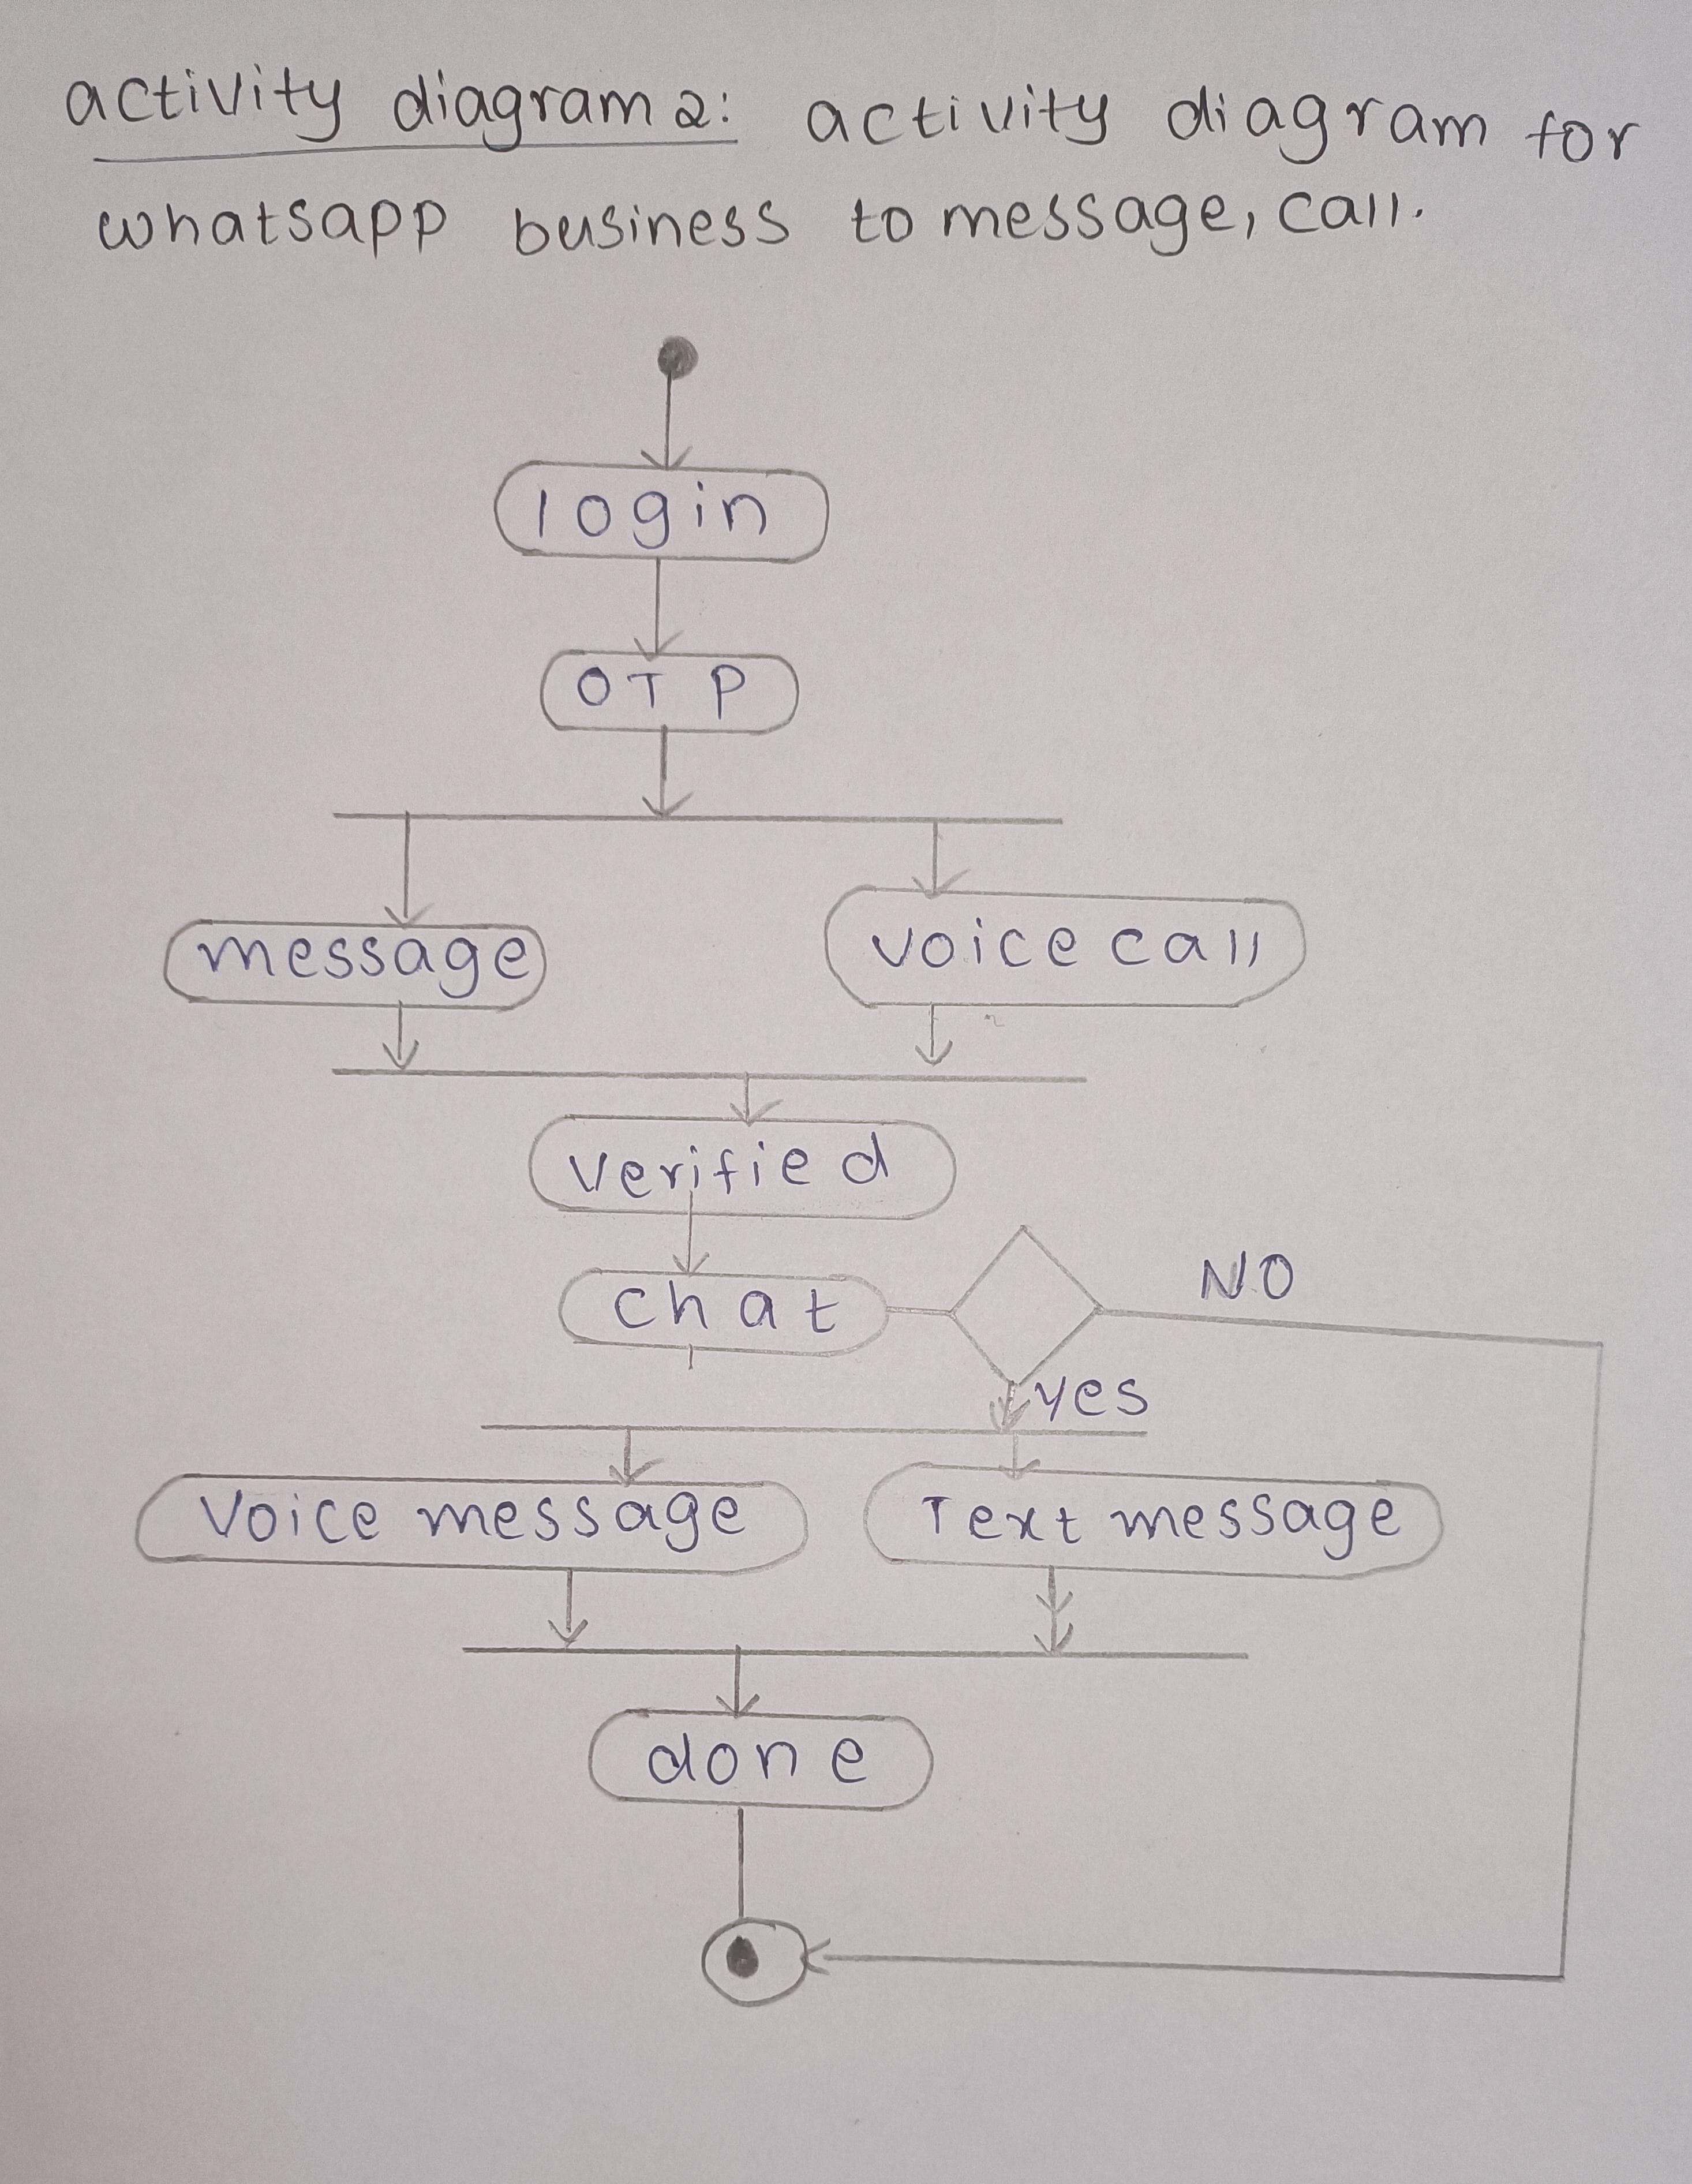 activity diagram 2: activity diagram for
whatsapp business to message, call.
login
OTP
message
voice call
verified
chat
NO
yes
Voice message
Text message
done